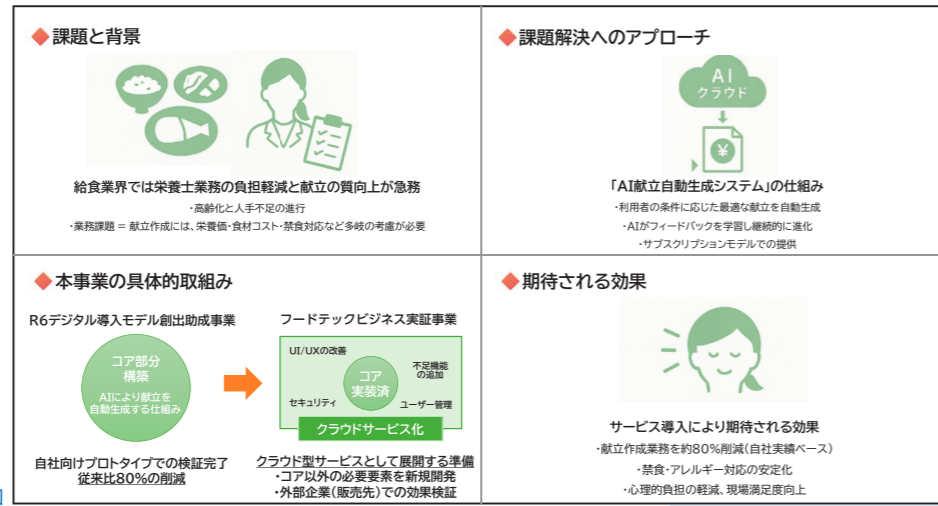 ◆課題と背景
給食業界では栄養士業務の負担軽減と献立の質向上が急務
・高齢化と人手不足の進行
・業務課題 = 献立作成には、栄養価・食材コスト・禁食対応など多岐の考慮が必要
◆課題解決へのアプローチ
AI
クラウド
¥
「AI献立自動生成システム」の仕組み
・利用者の条件に応じた最適な献立を自動生成
・AIがフィードバックを学習し継続的に進化
・サブスクリプションモデルでの提供
◆本事業の具体的取組み
R6デジタル導入モデル創出助成事業
コア部分
構築
AIにより献立を
自動生成する仕組み
自社向けプロトタイプでの検証完了
従来比80%の削減
フードテックビジネス実証事業
UI/UXの改善
不足機能
の追加
コア
実装済
セキュリティ
ユーザー管理
クラウドサービス化
クラウド型サービスとして展開する準備
・コア以外の必要要素を新規開発
・外部企業(販売先)での効果検証
◆期待される効果
サービス導入により期待される効果
・献立作成業務を約80%削減(自社実績ベース)
・禁食・アレルギー対応の安定化
・心理的負担の軽減、現場満足度向上